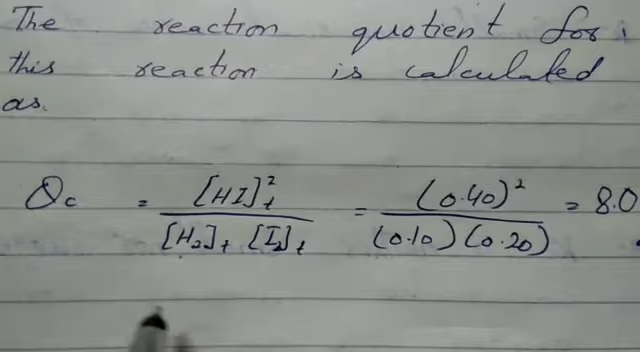 The reaction quotient for
this reaction is calculated
as.
Qc = [HI]²t / [H₂]t [I₂]t = (0.40)² / (0.10)(0.20) = 8.0